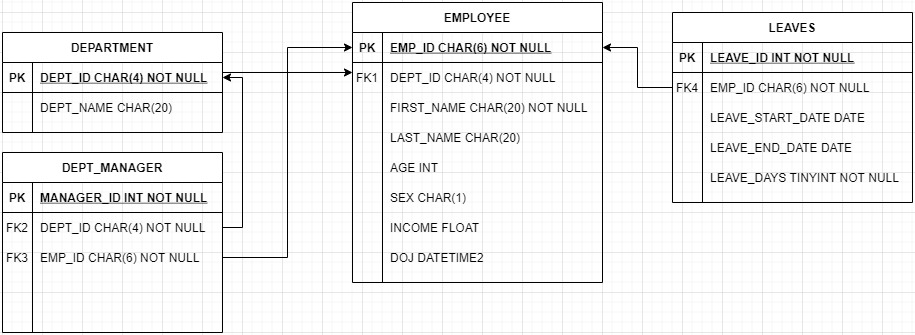 DEPARTMENT
PK DEPT_ID CHAR(4) NOT NULL
DEPT_NAME CHAR(20)
DEPT_MANAGER
PK MANAGER_ID INT NOT NULL
FK2 DEPT_ID CHAR(4) NOT NULL
FK3 EMP_ID CHAR(6) NOT NULL
EMPLOYEE
PK EMP_ID CHAR(6) NOT NULL
FK1 DEPT_ID CHAR(4) NOT NULL
FIRST_NAME CHAR(20) NOT NULL
LAST_NAME CHAR(20)
AGE INT
SEX CHAR(1)
INCOME FLOAT
DOJ DATETIME2
LEAVES
PK LEAVE_ID INT NOT NULL
FK4 EMP_ID CHAR(6) NOT NULL
LEAVE_START_DATE DATE
LEAVE_END_DATE DATE
LEAVE_DAYS TINYINT NOT NULL